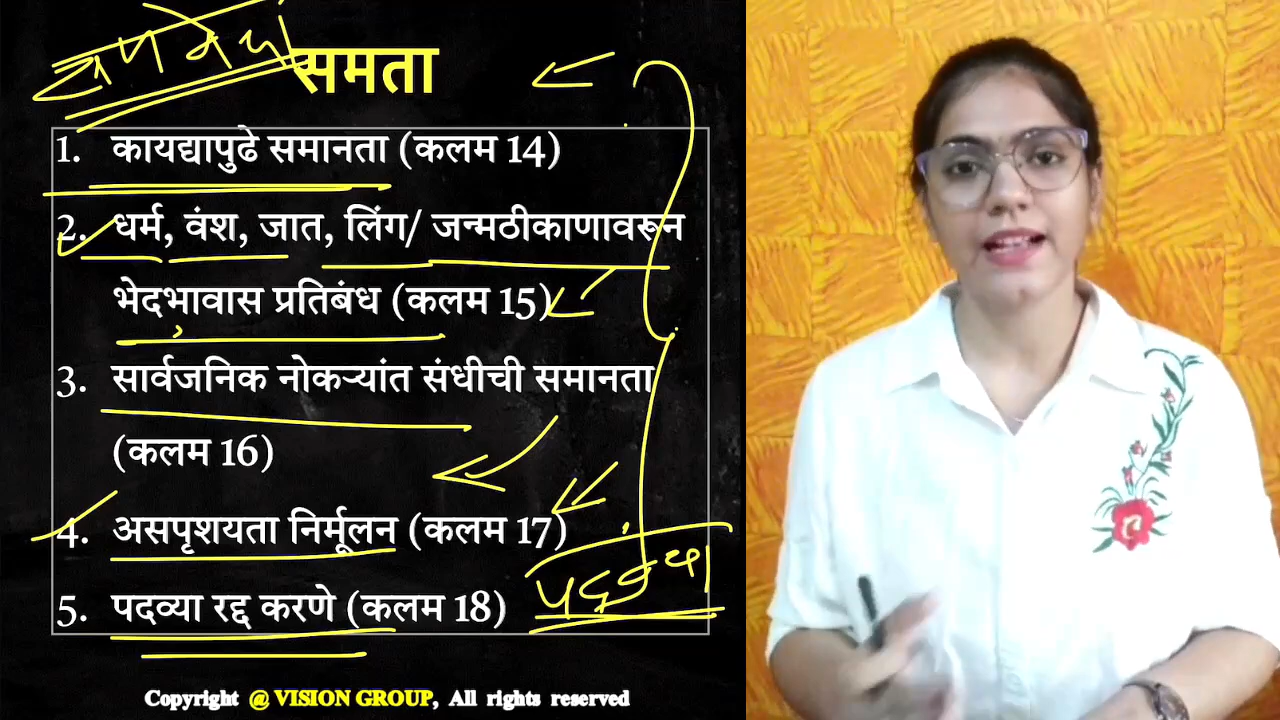 समता
1. कायद्यापुढे समानता (कलम 14)
2. धर्म, वंश, जात, लिंग/ जन्मठीकाणावरून
भेदभावास प्रतिबंध (कलम 15)
3. सार्वजनिक नोकऱ्यांत संधीची समानता
(कलम 16)
4. असपृशयता निर्मूलन (कलम 17)
5. पदव्या रद्द करणे (कलम 18)
Copyright @ VISION GROUP, All rights reserved